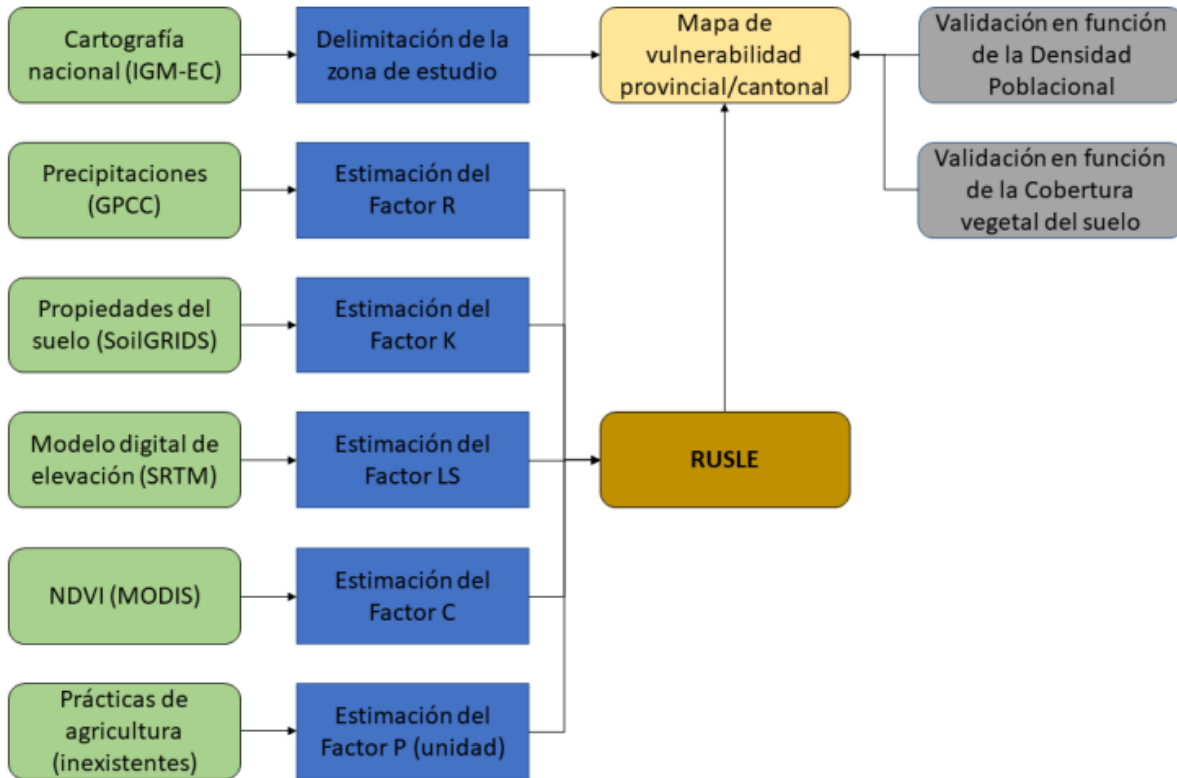 Cartografía
nacional (IGM-EC)
Delimitación de la
zona de estudio
Mapa de
vulnerabilidad
provincial/cantonal
Validación en función
de la Densidad
Poblacional
Precipitaciones
(GPCC)
Estimación del
Factor R
Validación en función
de la Cobertura
vegetal del suelo
Propiedades del
suelo (SoilGRIDS)
Estimación del
Factor K
Modelo digital de
elevación (SRTM)
Estimación del
Factor LS
RUSLE
NDVI (MODIS)
Estimación del
Factor C
Prácticas de
agricultura
(inexistentes)
Estimación del
Factor P (unidad)